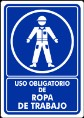 USO OBLIGATORIO
DE
ROPA
DE TRABAJO